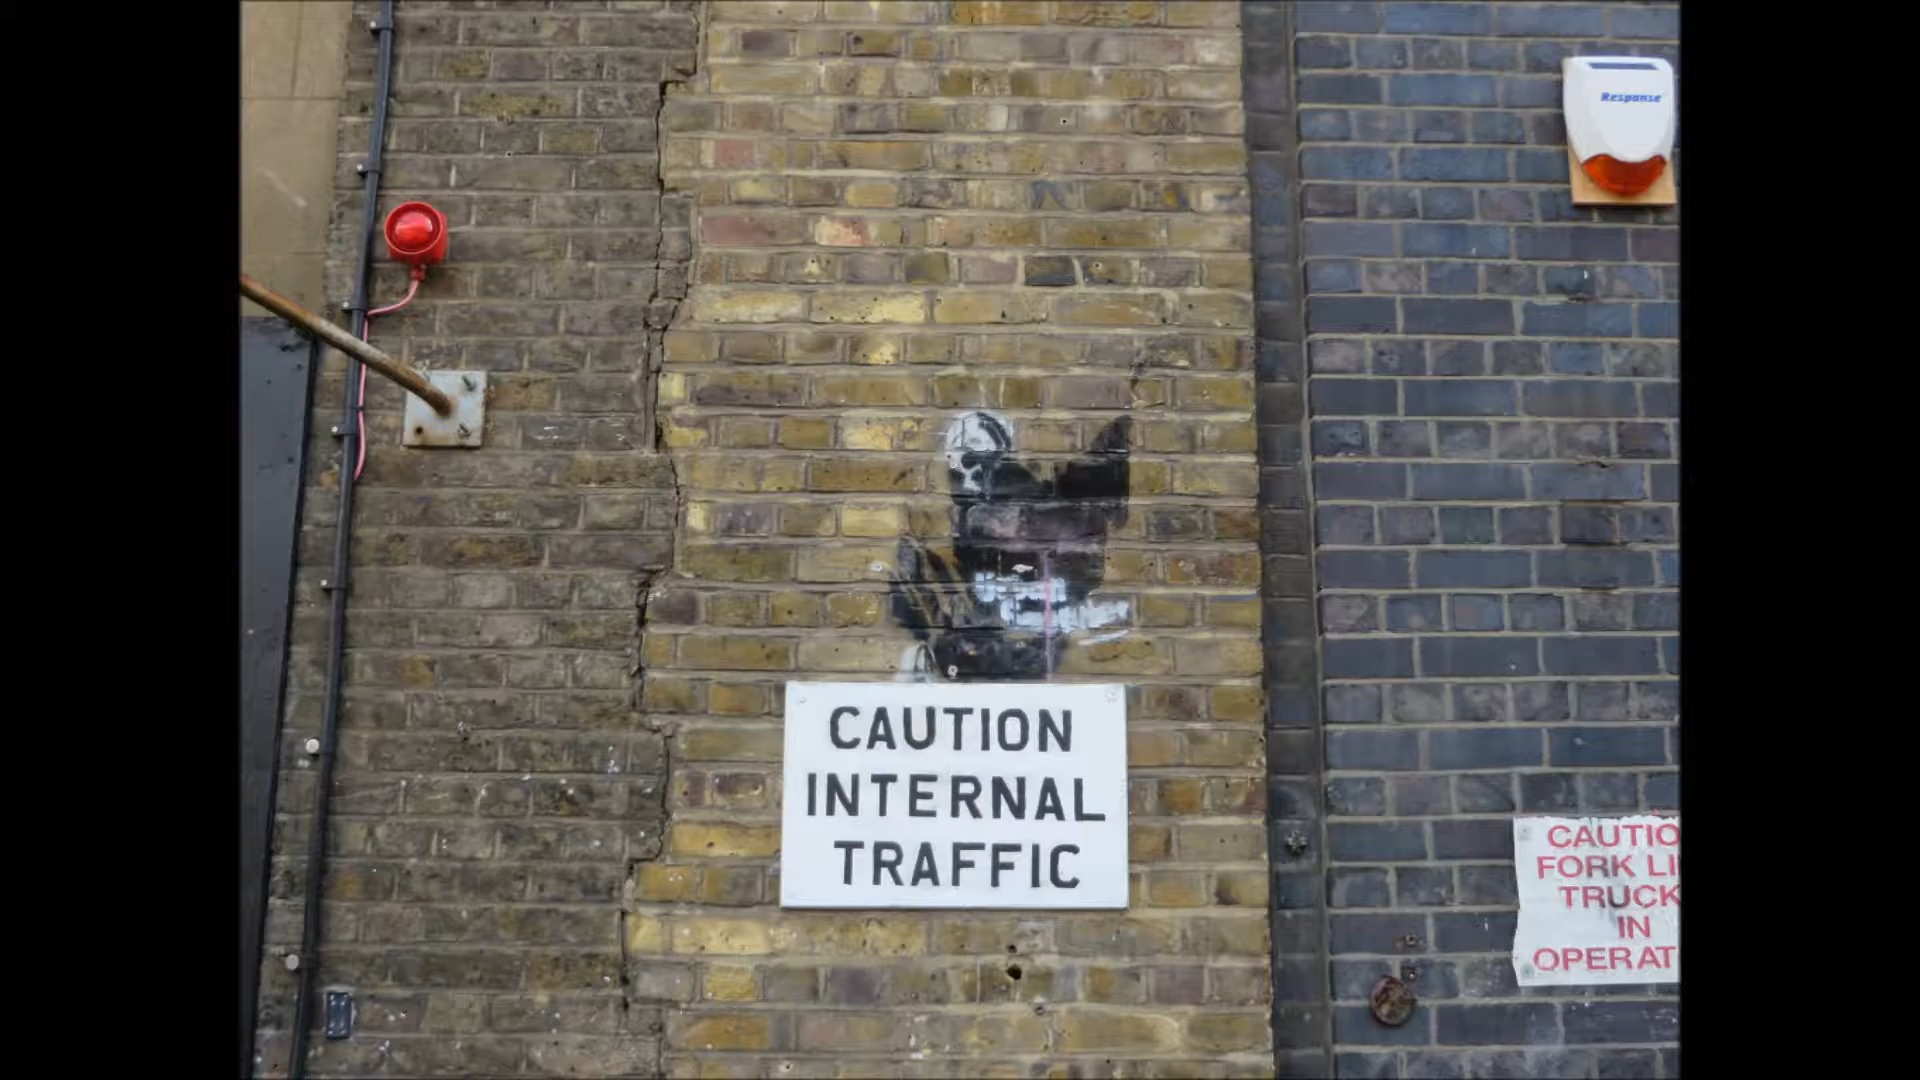 Response
CAUTION
INTERNAL
TRAFFIC
CAUTIO
FORK LI
TRUCK
IN
OPERAT